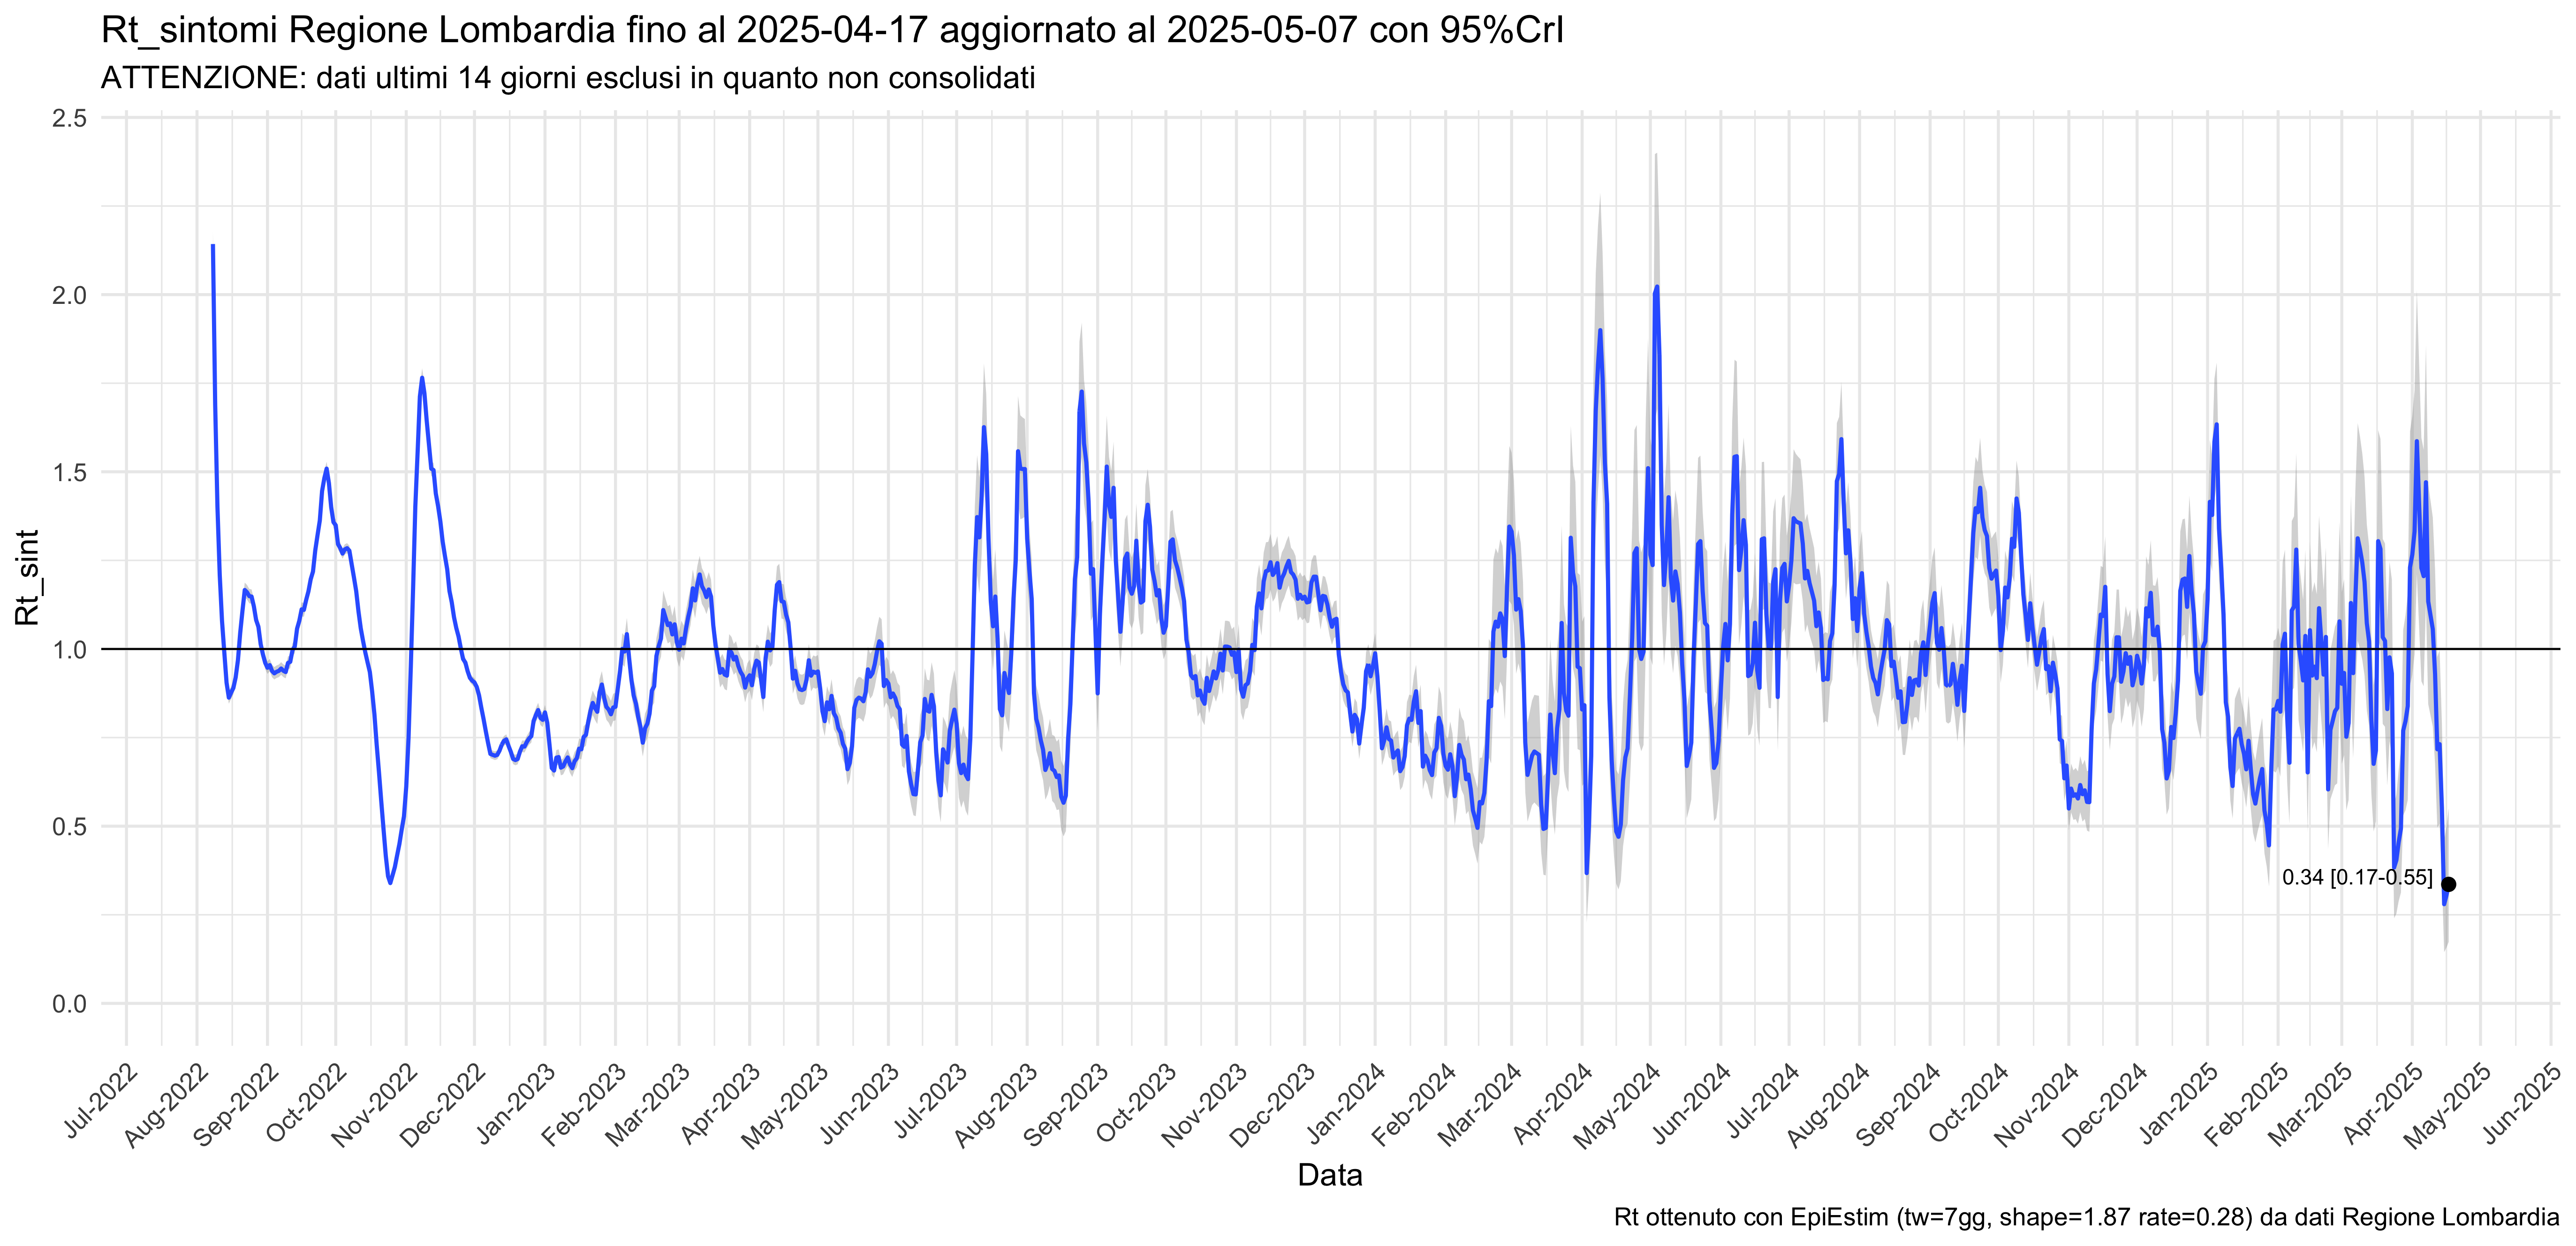 Rt_sintomi Regione Lombardia fino al 2025-04-17 aggiornato al 2025-05-07 con 95%CrI
ATTENZIONE: dati ultimi 14 giorni esclusi in quanto non consolidati
2.5
2.0
1.5
1.0
0.5
0.0
Rt_sint
0.34 [0.17-0.55]
Jul-2022
Aug-2022
Sep-2022
Oct-2022
Nov-2022
Dec-2022
Jan-2023
Feb-2023
Mar-2023
Apr-2023
May-2023
Jun-2023
Jul-2023
Aug-2023
Sep-2023
Oct-2023
Nov-2023
Dec-2023
Jan-2024
Feb-2024
Mar-2024
Apr-2024
May-2024
Jun-2024
Jul-2024
Aug-2024
Sep-2024
Oct-2024
Nov-2024
Dec-2024
Jan-2025
Feb-2025
Mar-2025
Apr-2025
May-2025
Jun-2025
Data
Rt ottenuto con EpiEstim (tw=7gg, shape=1.87 rate=0.28) da dati Regione Lombardia